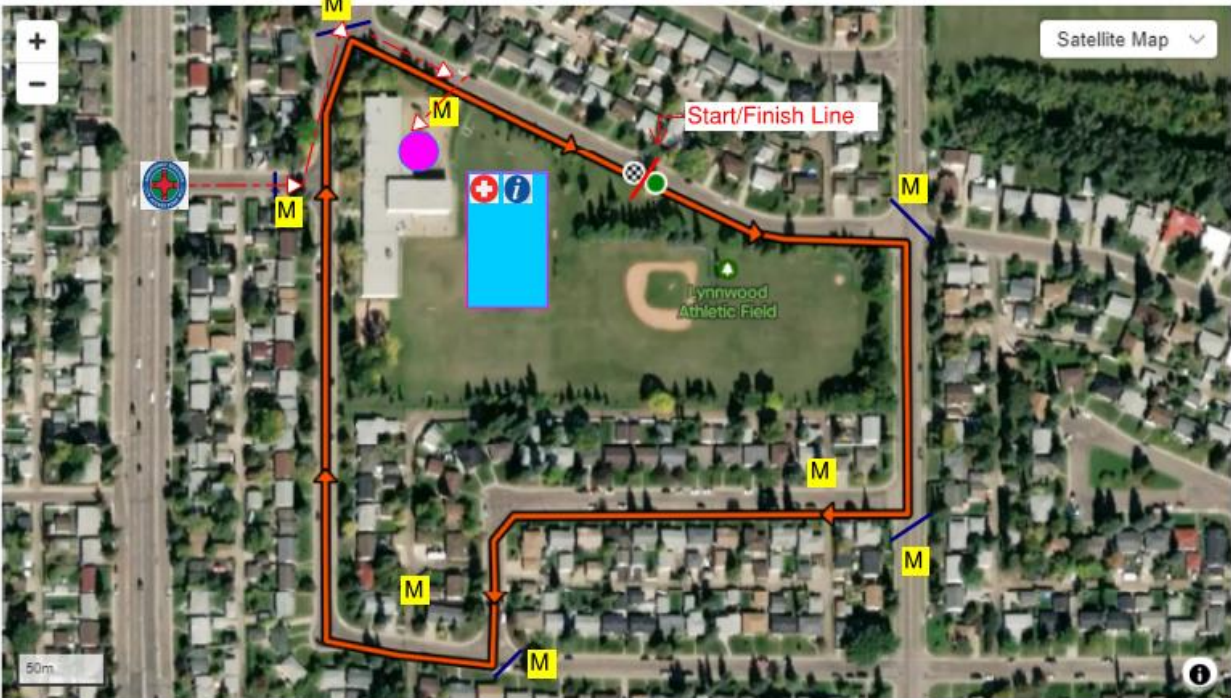 M
+
Satellite Map
−
M
Start/Finish Line
i
M
M
Lynnwood
Athletic Field
M
M
M
M
50m
i